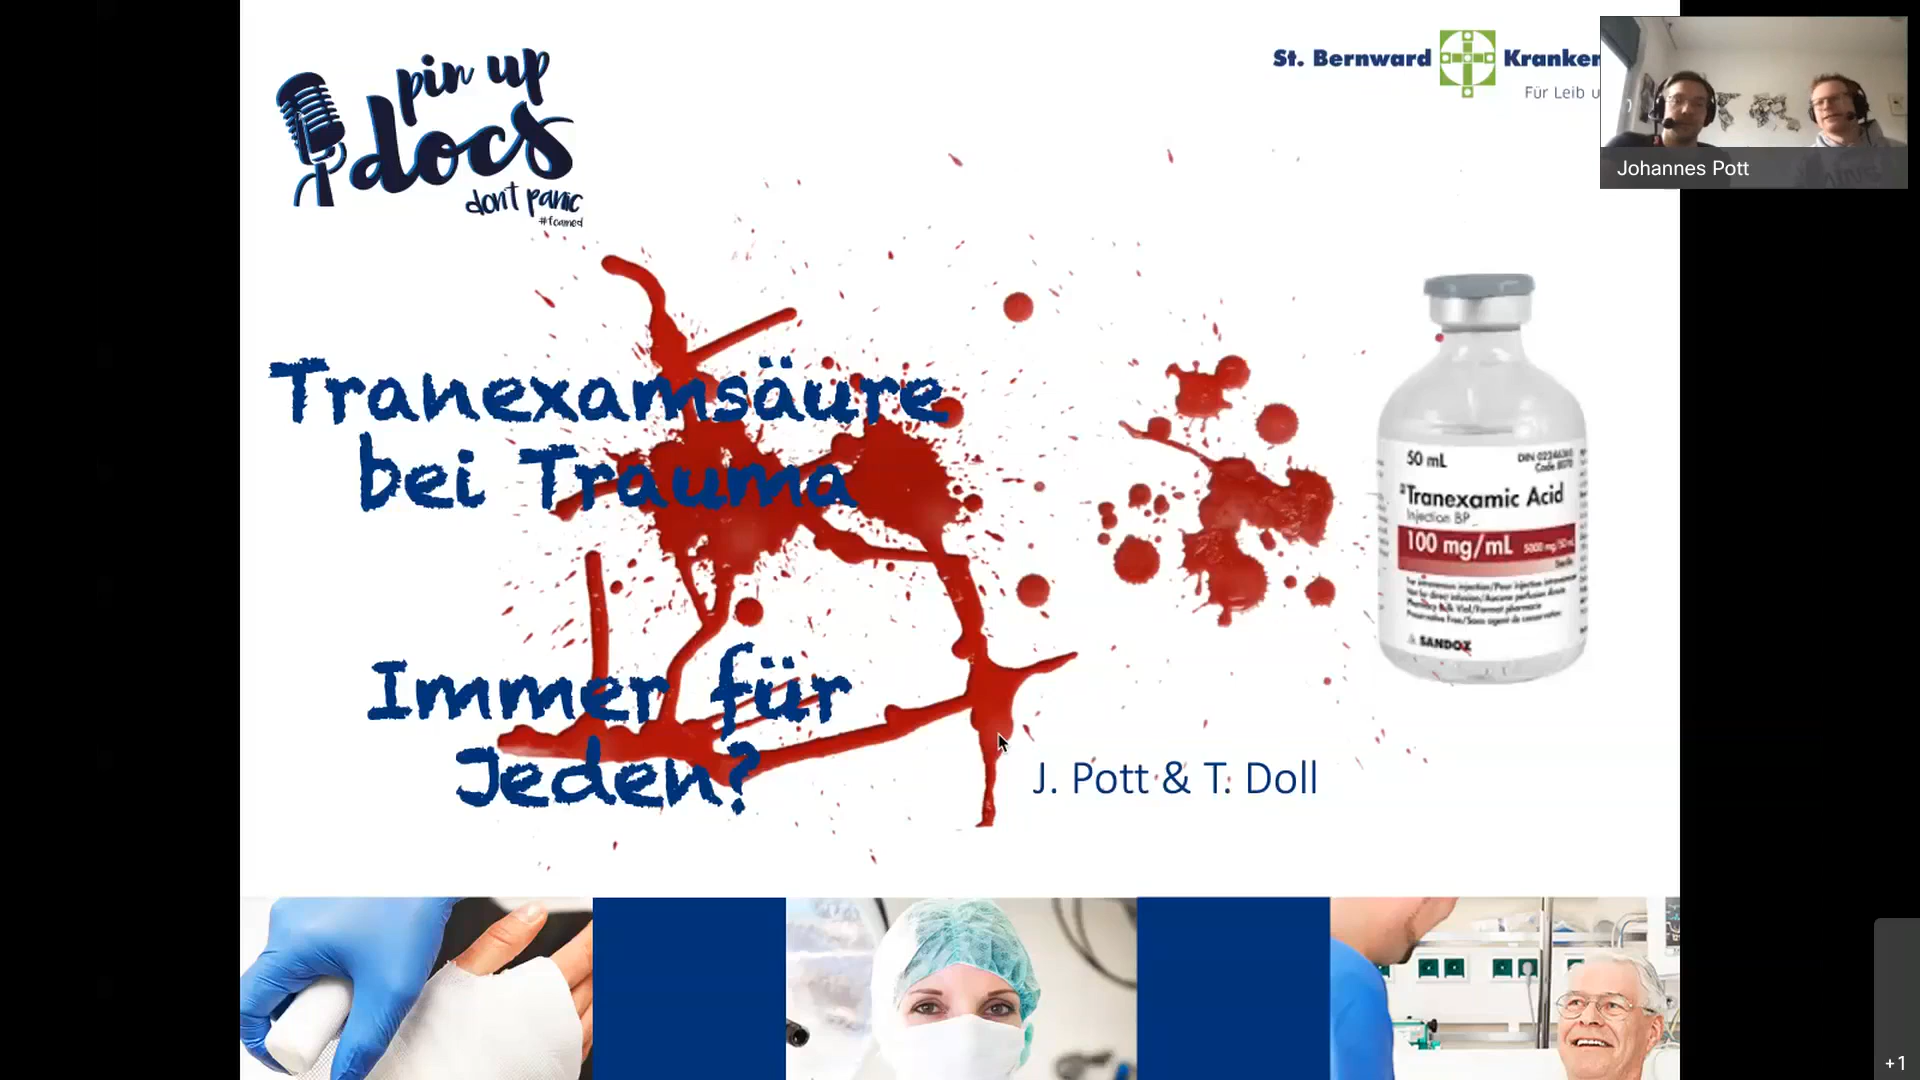 pin up
docs
don't panic
#foamed
St. Bernward Kranken
Für Leib u
Johannes Pott
Tranexamsäure
bei Trauma
Immer für
Jeden?
J. Pott & T. Doll
50 mL
Tranexamic Acid
Injection BP
100 mg/mL
SANDOZ
+1